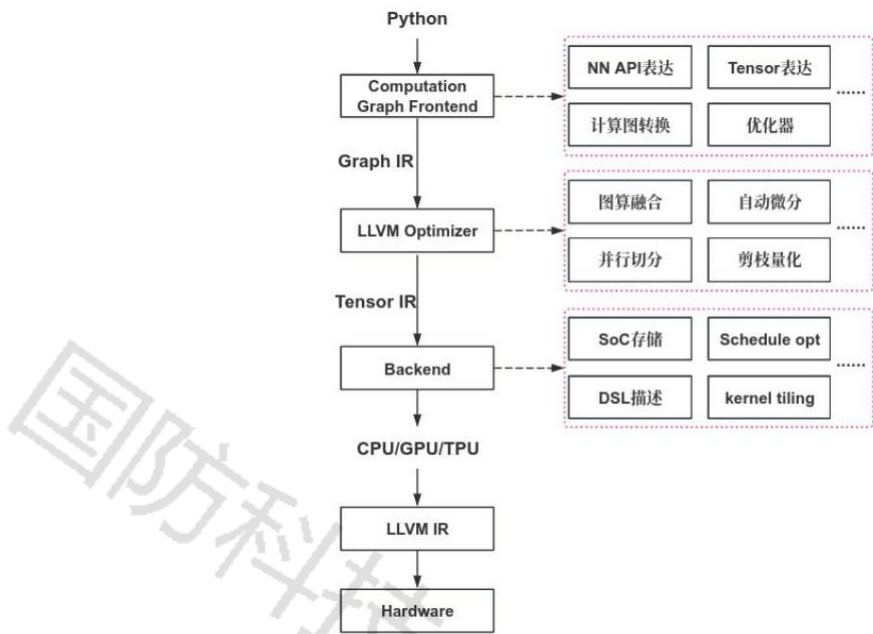 Python
Computation
Graph Frontend
NN API表达
Tensor表达
......
计算图转换
优化器
Graph IR
LLVM Optimizer
图算融合
自动微分
......
并行切分
剪枝量化
Tensor IR
Backend
SoC存储
Schedule opt
......
DSL描述
kernel tiling
CPU/GPU/TPU
LLVM IR
Hardware
国防科技